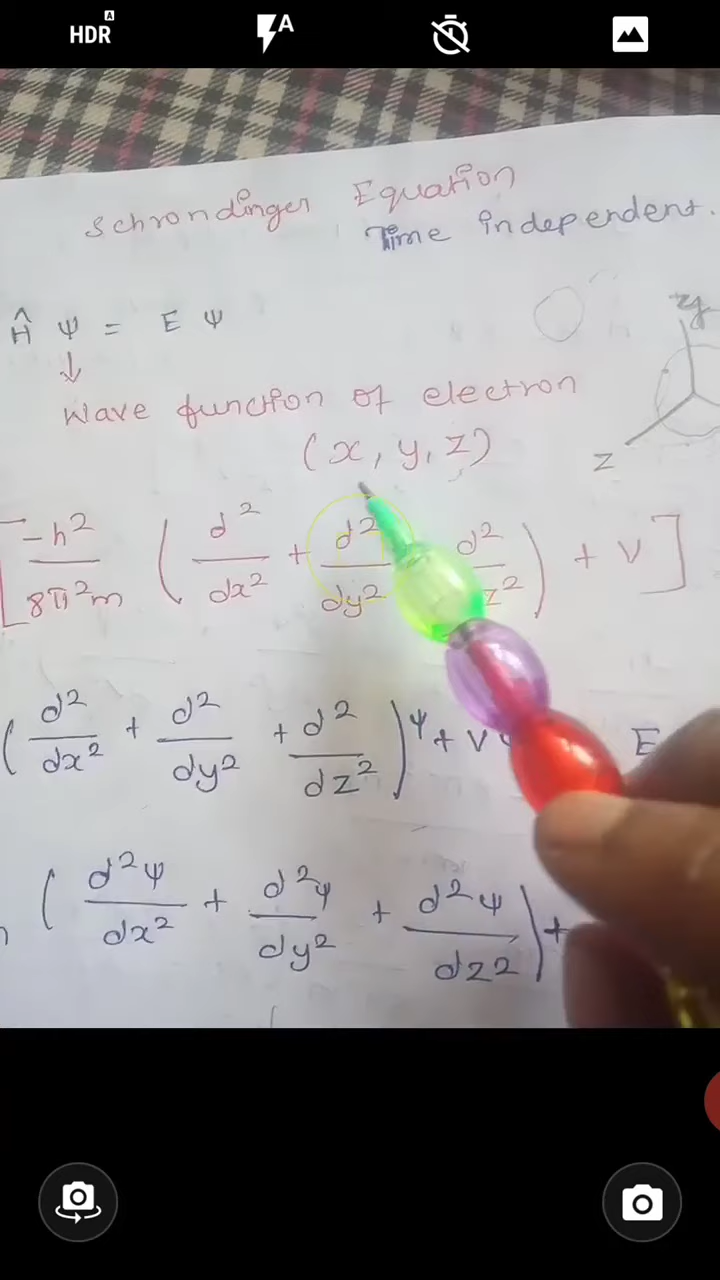 HDR A
A
Schrondinger Equation
Time independent.
Ĥ ψ = E ψ
↓
Wave function of electron
(x, y, z)
y
z
[ -h²/8π²m ( d²/dx² + d²/dy² d²/z² ) + V ]
( d²/dx² + d²/dy² + d²/dz² ) ψ + V E
( d²ψ/dx² + d²ψ/dy² + d²ψ/dz2 ) +